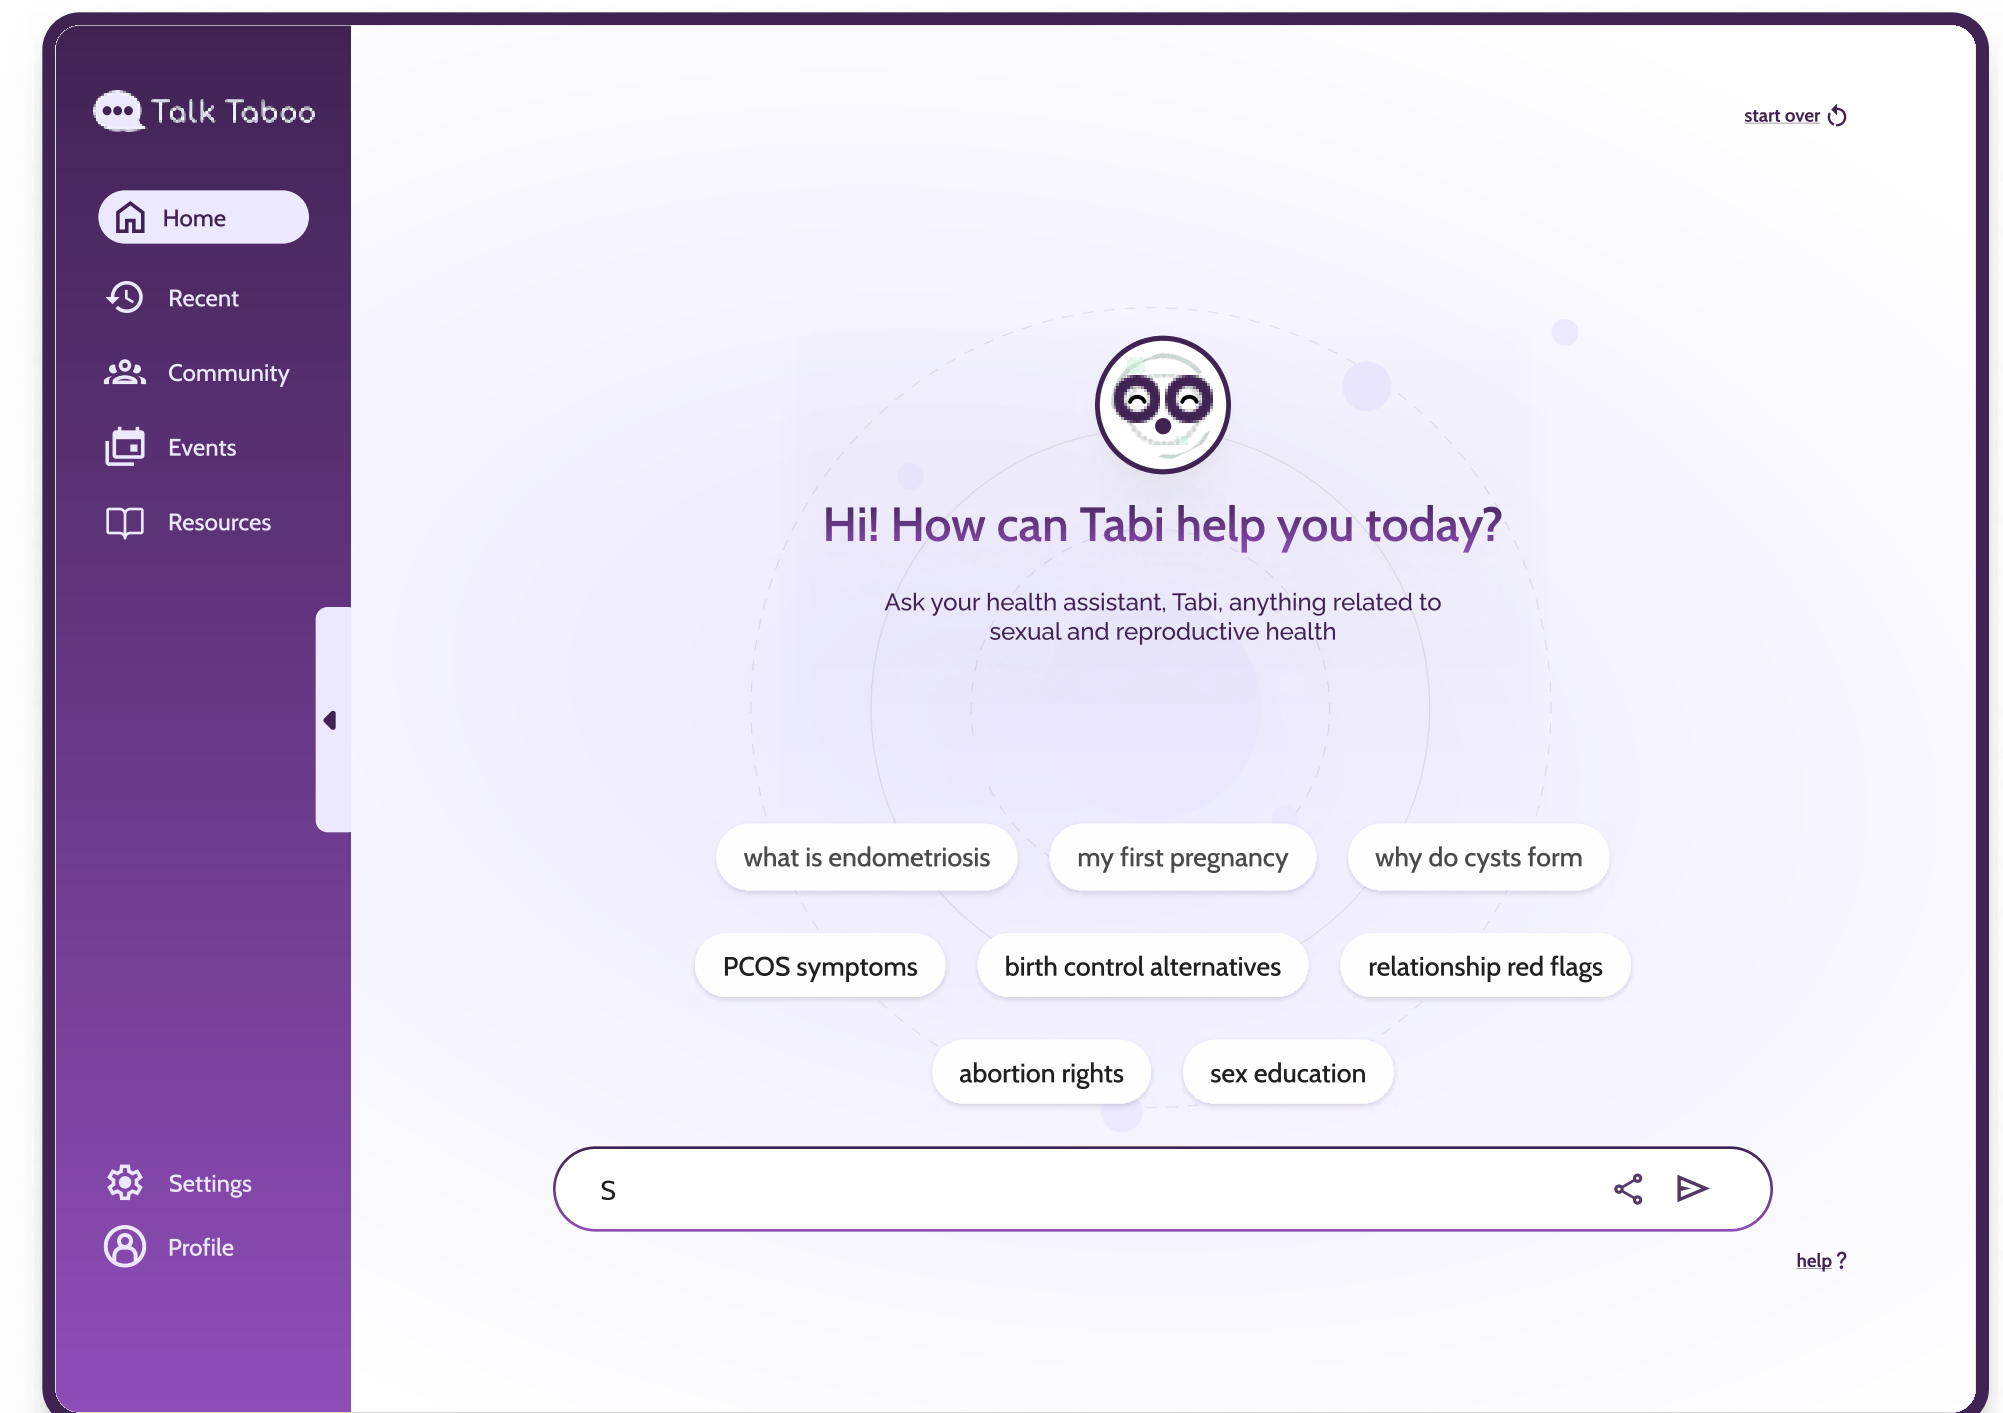 Talk Taboo
start over
Home
Recent
Community
Events
Resources
Hi! How can Tabi help you today?
Ask your health assistant, Tabi, anything related to
sexual and reproductive health
what is endometriosis
my first pregnancy
why do cysts form
PCOS symptoms
birth control alternatives
relationship red flags
abortion rights
sex education
S
Settings
Profile
help ?